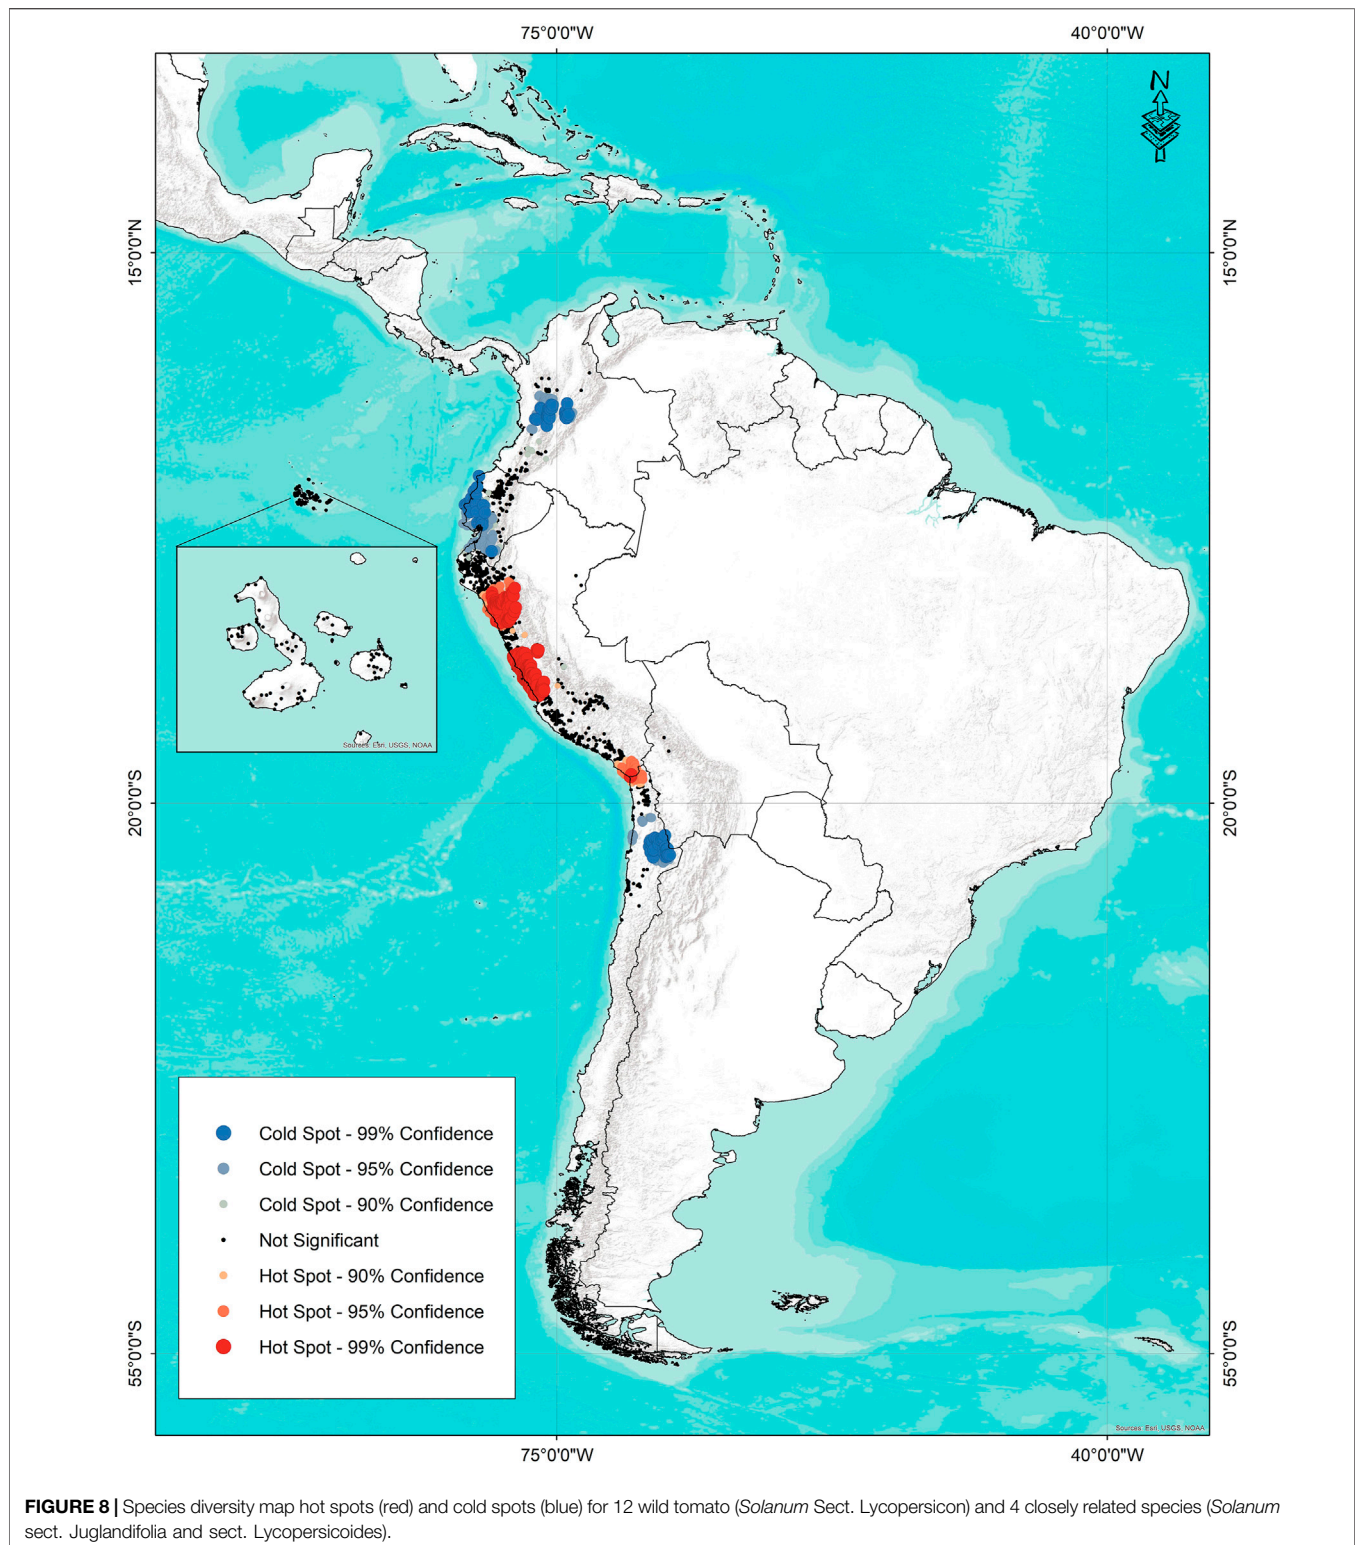 75°0'0"W
40°0'0"W
N
15°0'0"N
15°0'0"N
Sources: Esri, USGS, NOAA
20°0'0"S
20°0'0"S
Cold Spot - 99% Confidence
Cold Spot - 95% Confidence
Cold Spot - 90% Confidence
Not Significant
Hot Spot - 90% Confidence
Hot Spot - 95% Confidence
Hot Spot - 99% Confidence
55°0'0"S
55°0'0"S
Sources: Esri, USGS, NOAA
75°0'0"W
40°0'0"W
FIGURE 8 | Species diversity map hot spots (red) and cold spots (blue) for 12 wild tomato (Solanum Sect. Lycopersicon) and 4 closely related species (Solanum
sect. Juglandifolia and sect. Lycopersicoides).